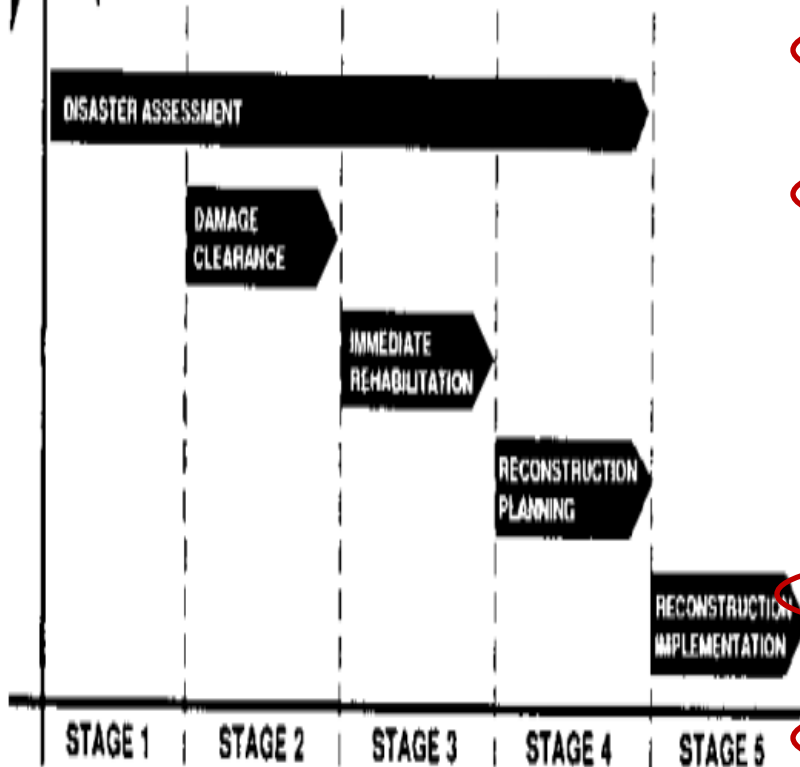 DISASTER ASSESSMENT
DAMAGE
CLEARANCE
IMMEDIATE
REHABILITATION
RECONSTRUCTION
PLANNING
RECONSTRUCTION
IMPLEMENTATION
STAGE 1
STAGE 2
STAGE 3
STAGE 4
STAGE 5